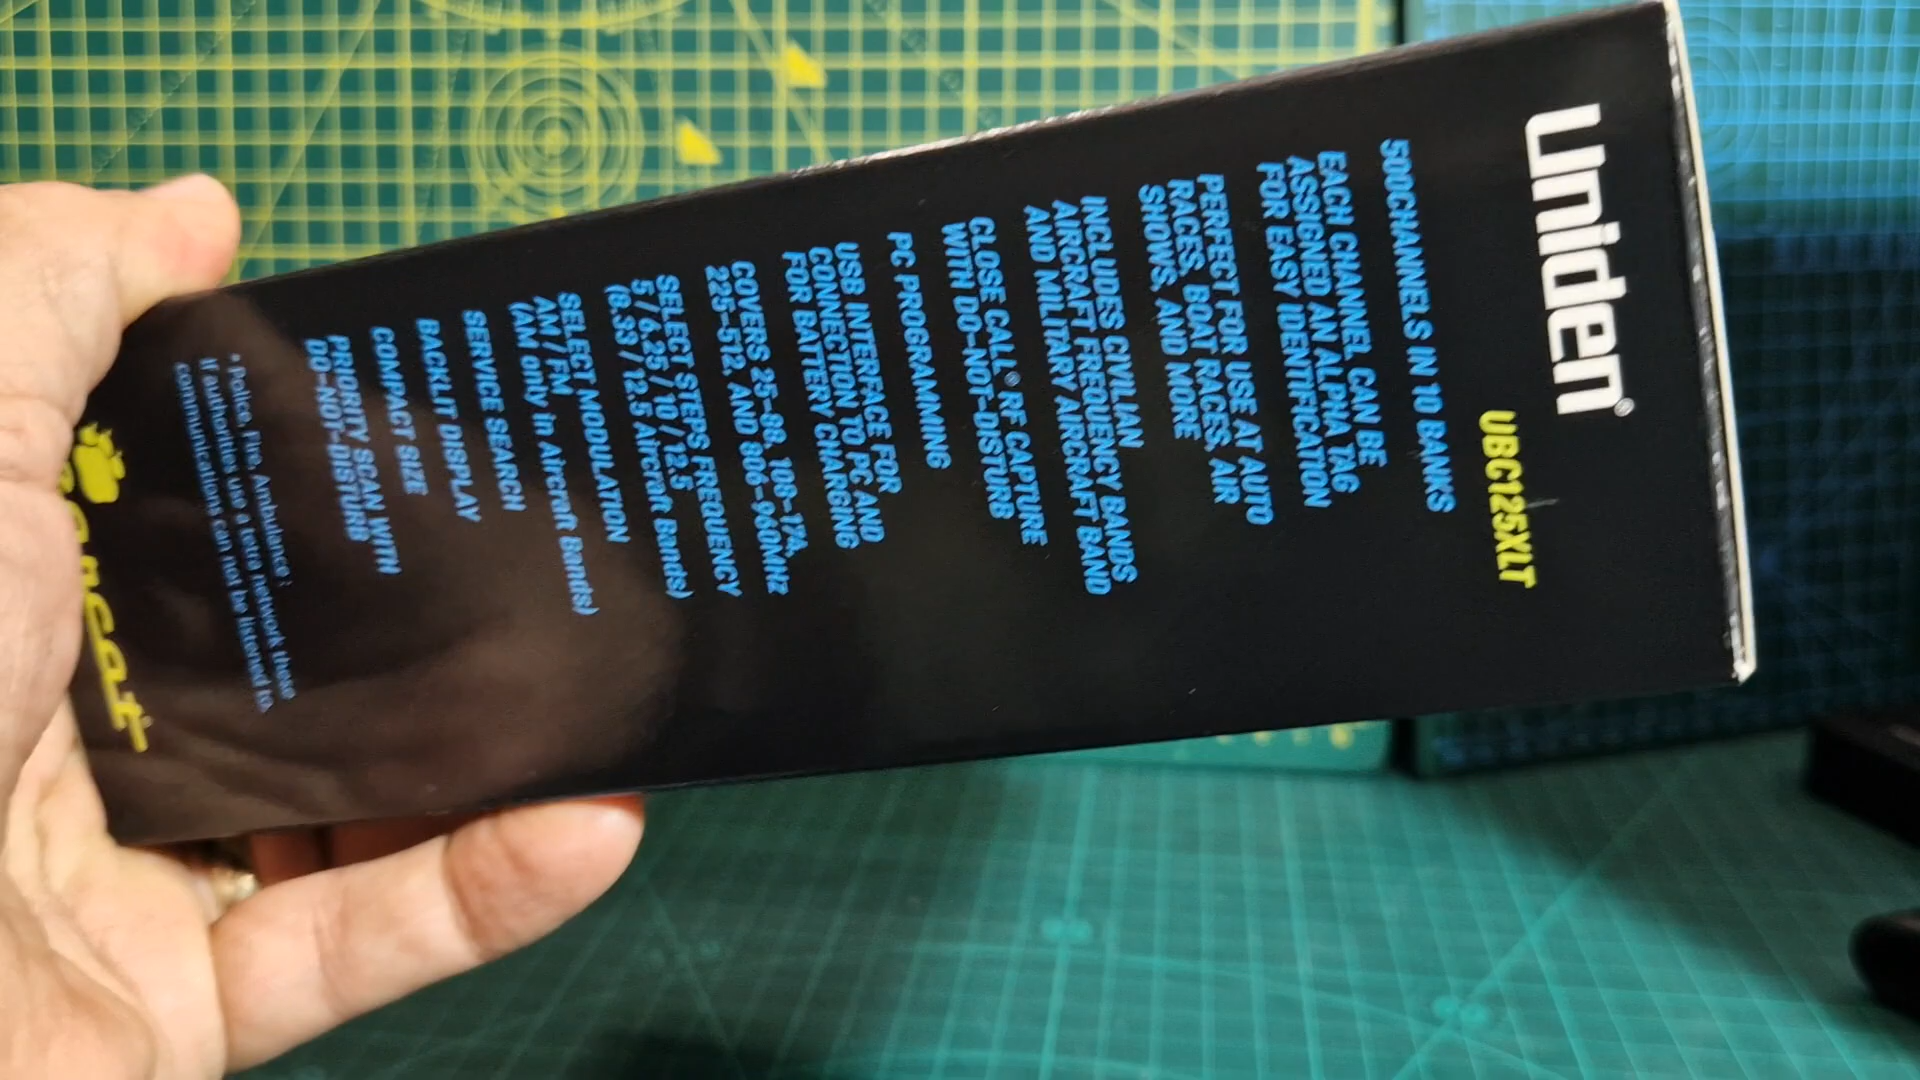 Uniden®
UBC125XLT
500CHANNELS IN 10 BANKS
EACH CHANNEL CAN BE
ASSIGNED AN ALPHA TAG
FOR EASY IDENTIFICATION
PERFECT FOR USE AT AUTO
RACES, BOAT RACES, AIR
SHOWS, AND MORE
INCLUDES CIVILIAN
AIRCRAFT FREQUENCY BANDS
AND MILITARY AIRCRAFT BAND
CLOSE CALL® RF CAPTURE
WITH DO-NOT-DISTURB
PC PROGRAMMING
USB INTERFACE FOR
CONNECTION TO PC AND
FOR BATTERY CHARGING
COVERS 25-88, 108-174,
225-512, AND 806-960MHz
SELECT STEPS FREQUENCY
5 / 6.25 / 10 / 12.5
(8.33 / 12.5 Aircraft Bands)
SELECT MODULATION
AM / FM
(AM only in Aircraft Bands)
SERVICE SEARCH
BACKLIT DISPLAY
COMPACT SIZE
PRIORITY SCAN WITH
DO-NOT-DISTURB
* Police, Fire, Ambulance :
If authorities use a tetra network these
communications can not be listened to.